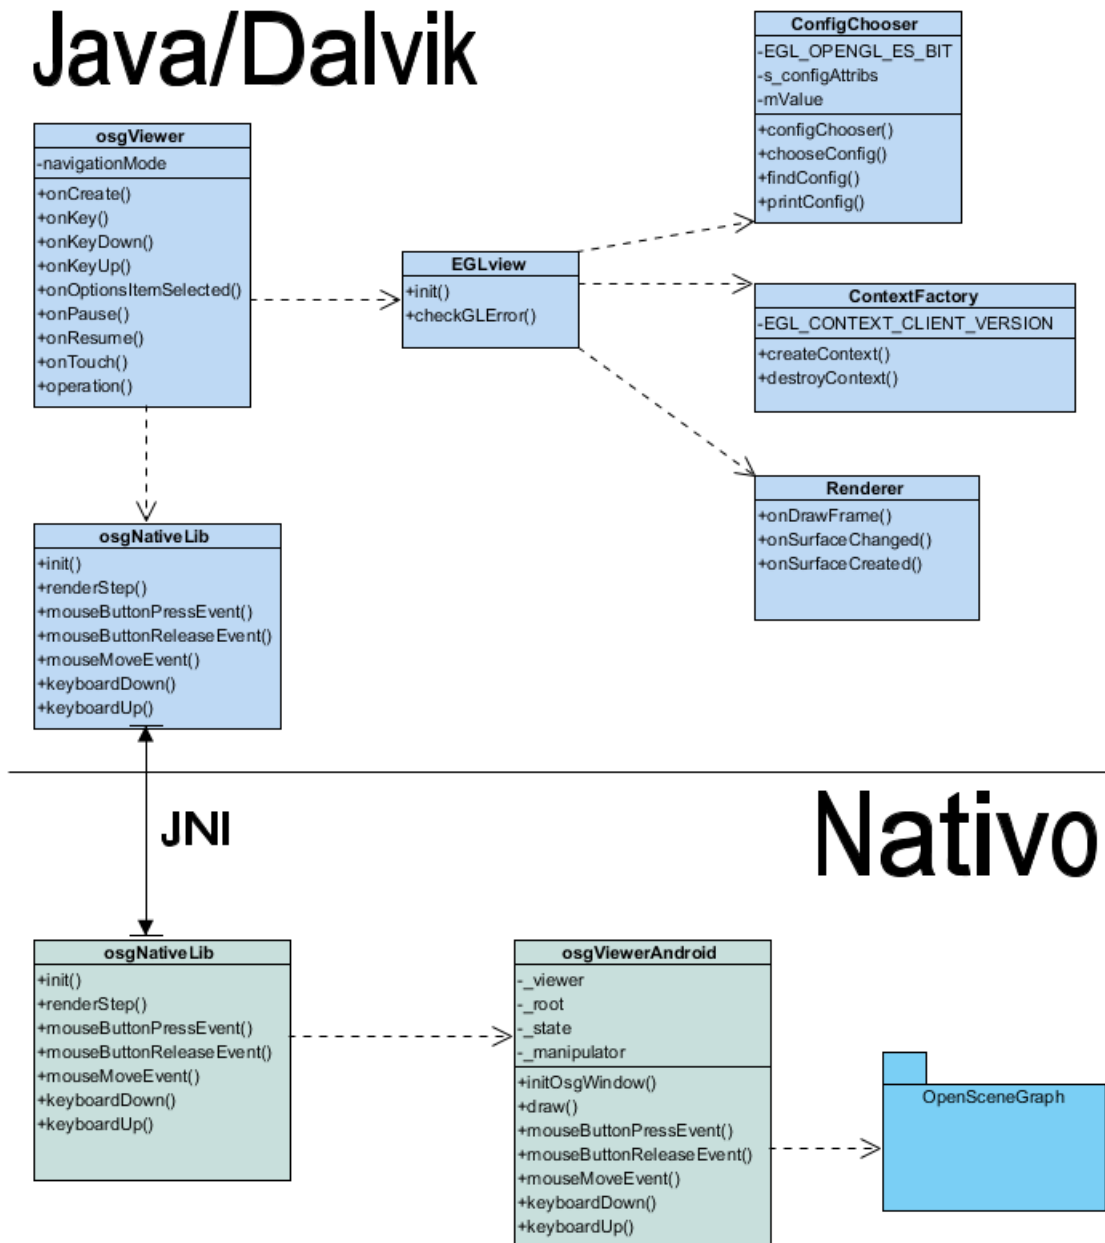 Java/Dalvik
ConfigChooser
-EGL_OPENGL_ES_BIT
-s_configAttribs
-mValue
+configChooser()
+chooseConfig()
+findConfig()
+printConfig()
osgViewer
-navigationMode
+onCreate()
+onKey()
+onKeyDown()
+onKeyUp()
+onOptionsItemSelected()
+onPause()
+onResume()
+onTouch()
+operation()
EGLview
+init()
+checkGLError()
ContextFactory
-EGL_CONTEXT_CLIENT_VERSION
+createContext()
+destroyContext()
Renderer
+onDrawFrame()
+onSurfaceChanged()
+onSurfaceCreated()
osgNativeLib
+init()
+renderStep()
+mouseButtonPressEvent()
+mouseButtonReleaseEvent()
+mouseMoveEvent()
+keyboardDown()
+keyboardUp()
JNI
Nativo
osgNativeLib
+init()
+renderStep()
+mouseButtonPressEvent()
+mouseButtonReleaseEvent()
+mouseMoveEvent()
+keyboardDown()
+keyboardUp()
osgViewerAndroid
-_viewer
-_root
-_state
-_manipulator
+initOsgWindow()
+draw()
+mouseButtonPressEvent()
+mouseButtonReleaseEvent()
+mouseMoveEvent()
+keyboardDown()
+keyboardUp()
OpenSceneGraph